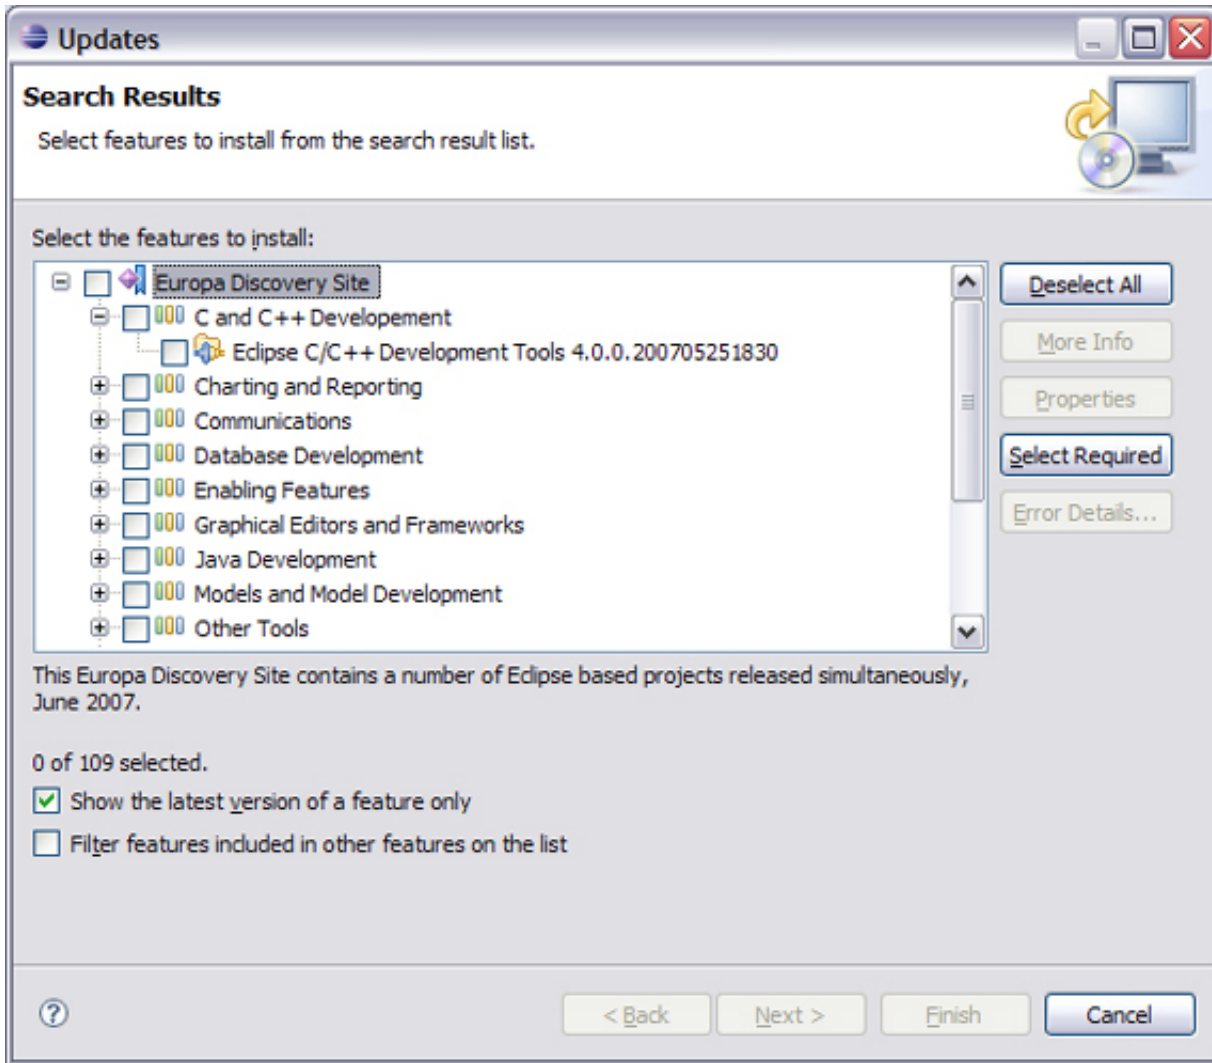 Updates
Search Results
Select features to install from the search result list.
Select the features to install:
Europa Discovery Site
C and C++ Developement
Eclipse C/C++ Development Tools 4.0.0.200705251830
Charting and Reporting
Communications
Database Development
Enabling Features
Graphical Editors and Frameworks
Java Development
Models and Model Development
Other Tools
Deselect All
More Info
Properties
Select Required
Error Details...
This Europa Discovery Site contains a number of Eclipse based projects released simultaneously,
June 2007.
0 of 109 selected.
Show the latest version of a feature only
Filter features included in other features on the list
? < Back Next > Finish Cancel